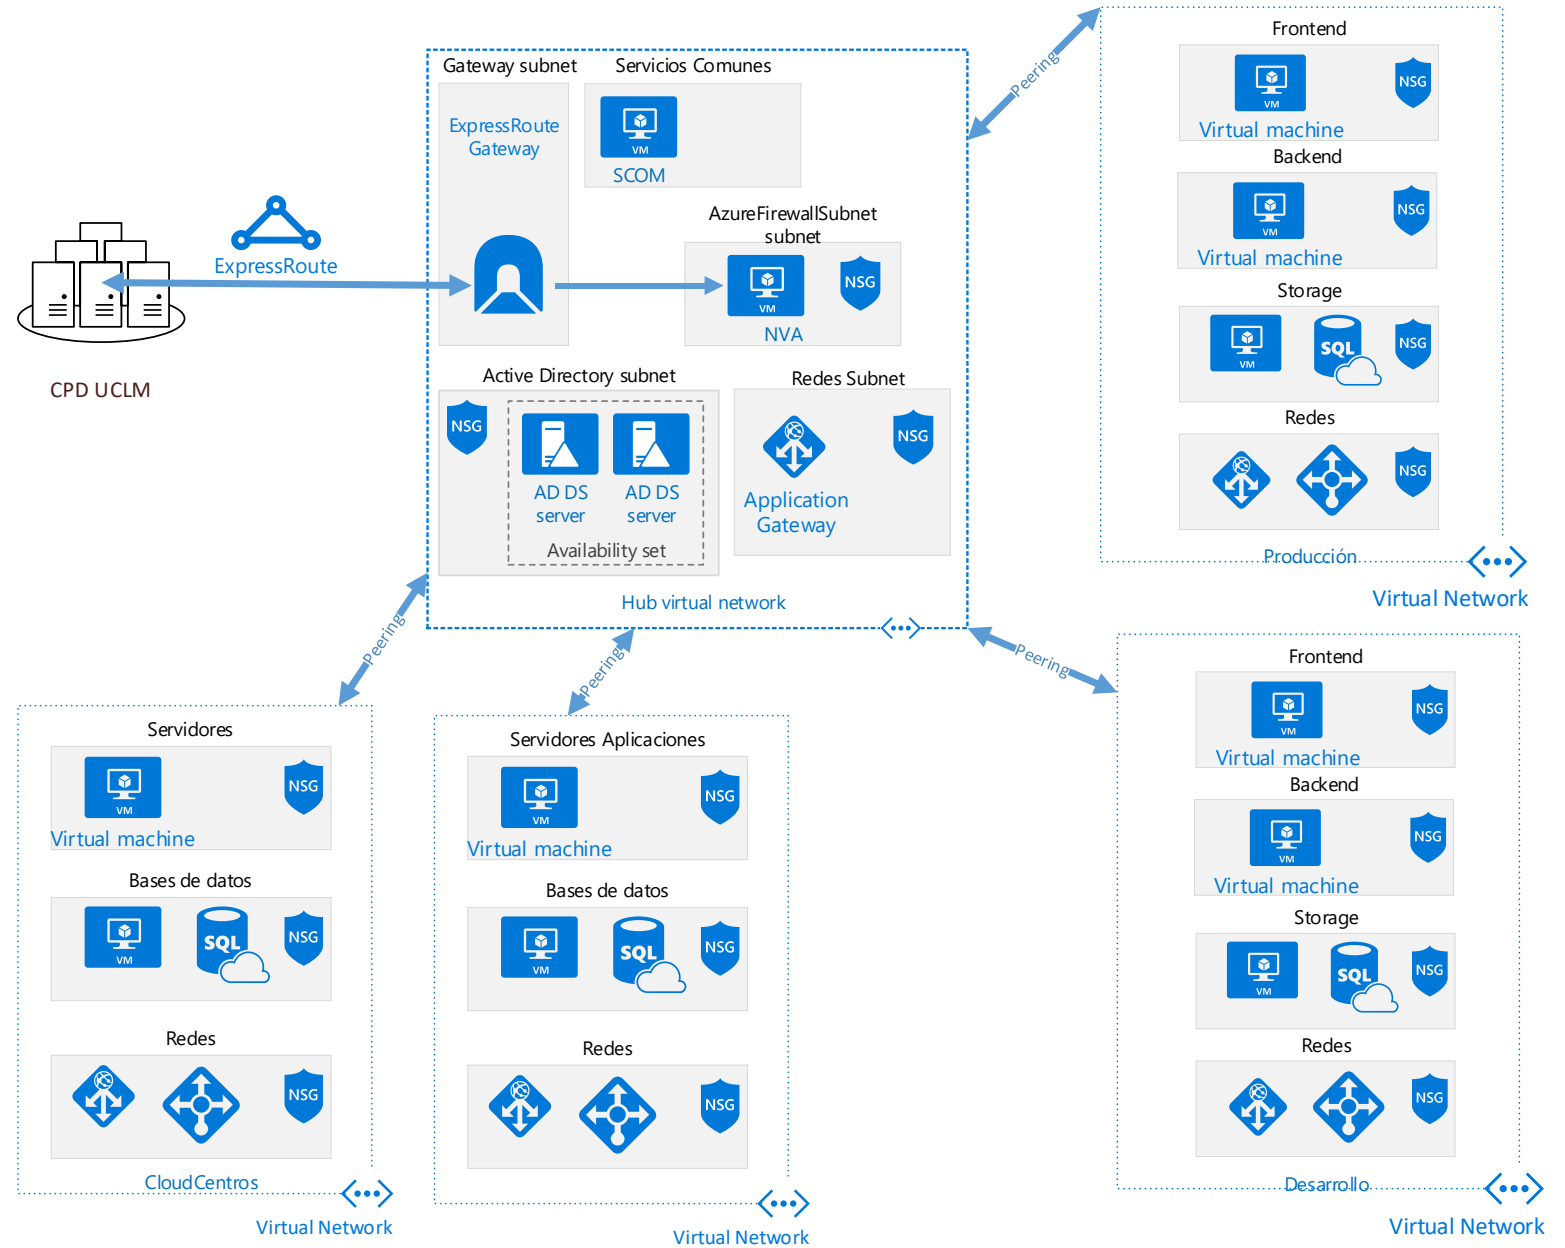 Gateway subnet
Servicios Comunes
ExpressRoute
Gateway
VM
SCOM
AzureFirewallSubnet
subnet
VM
NSG
NVA
ExpressRoute
CPD UCLM
Active Directory subnet
NSG
AD DS
server
AD DS
server
Availability set
Redes Subnet
NSG
Application
Gateway
Hub virtual network
Peering
Peering
Peering
Peering
Frontend
VM
NSG
Virtual machine
Backend
VM
NSG
Virtual machine
Storage
VM
SQL
NSG
Redes
NSG
Producción
Virtual Network
Frontend
VM
NSG
Virtual machine
Backend
VM
NSG
Virtual machine
Storage
VM
SQL
NSG
Redes
NSG
Desarrollo
Virtual Network
Servidores
VM
NSG
Virtual machine
Bases de datos
VM
SQL
NSG
Redes
NSG
CloudCentros
Virtual Network
Servidores Aplicaciones
VM
NSG
Virtual machine
Bases de datos
VM
SQL
NSG
Redes
NSG
Virtual Network